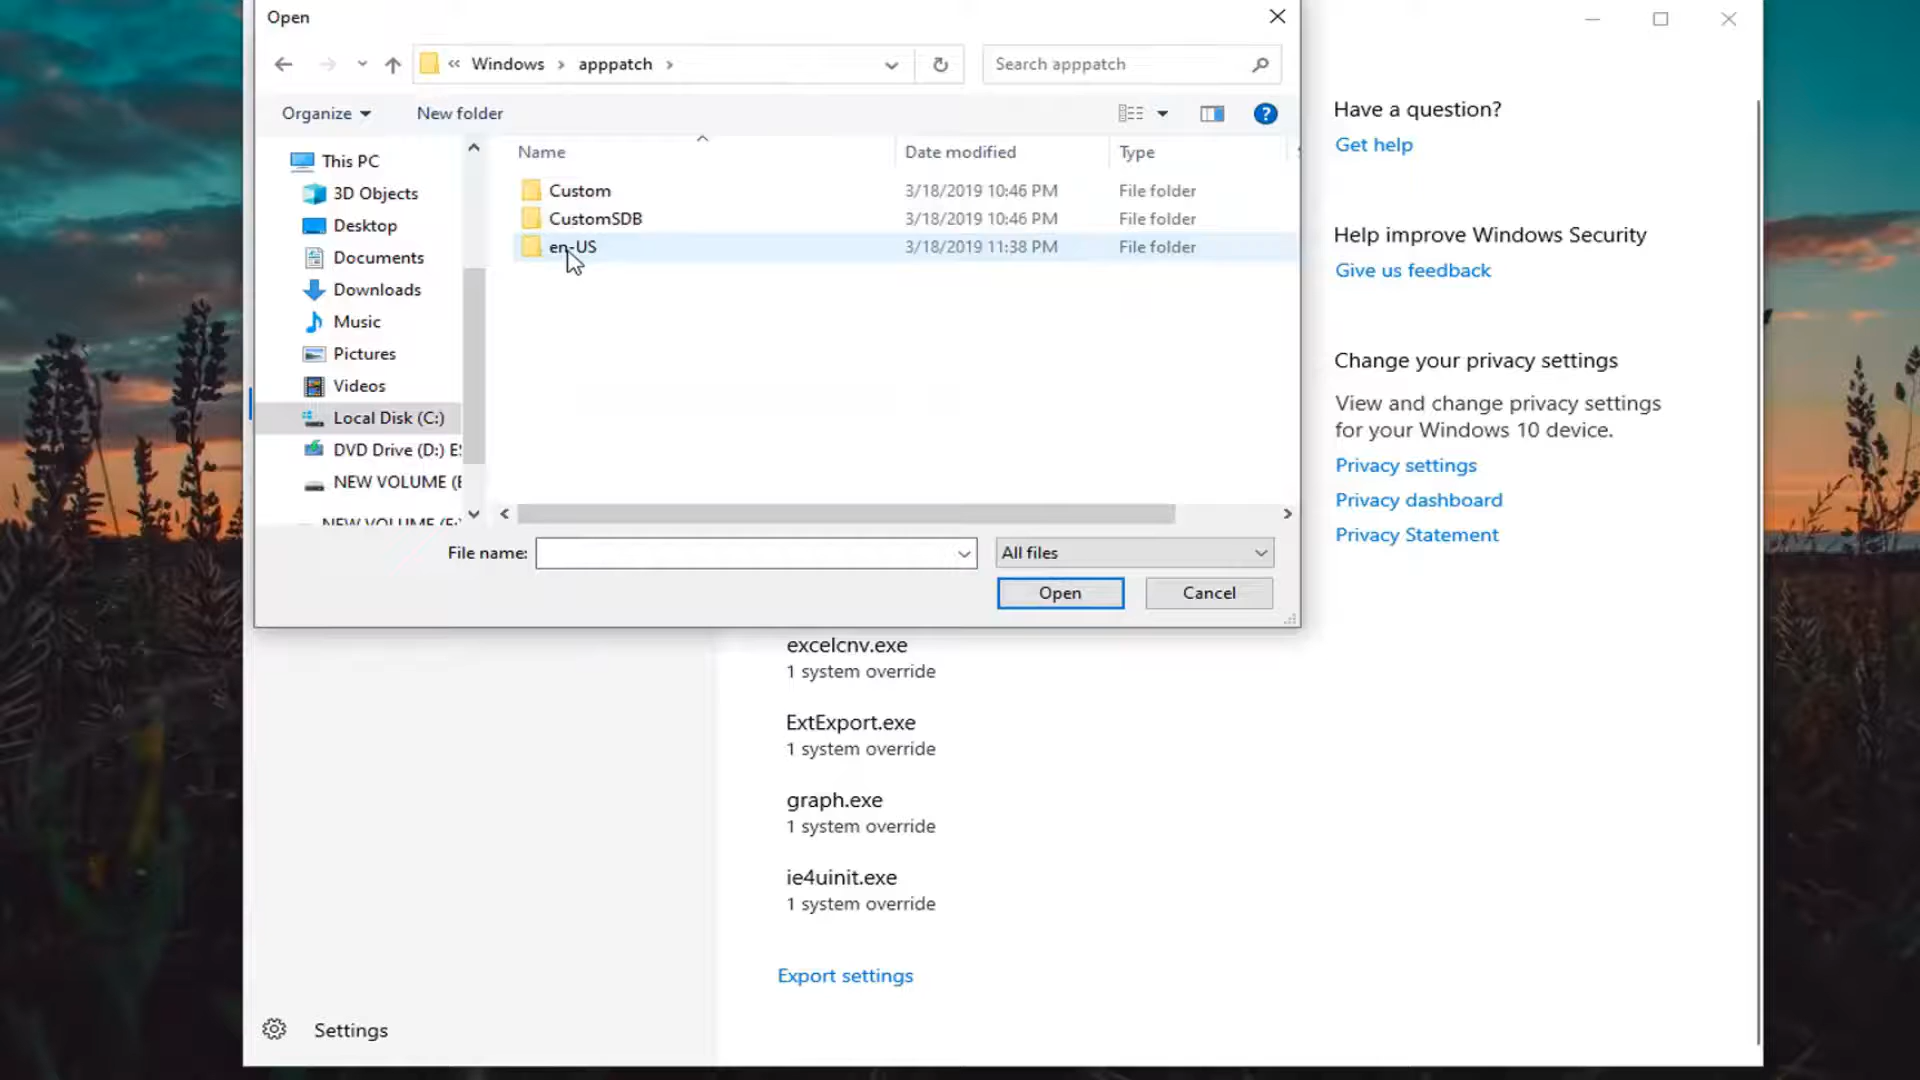 Open
« Windows › apppatch ›
Search apppatch
Organize
New folder
?
Name
Date modified
Type
This PC
3D Objects
Desktop
Documents
Downloads
Music
Pictures
Videos
Local Disk (C:)
DVD Drive (D:) ES
NEW VOLUME (E
NEW VOLUME (E:)
Custom 3/18/2019 10:46 PM File folder
CustomSDB 3/18/2019 10:46 PM File folder
en-US 3/18/2019 11:38 PM File folder
File name:
All files
Open
Cancel
Have a question?
Get help
Help improve Windows Security
Give us feedback
Change your privacy settings
View and change privacy settings
for your Windows 10 device.
Privacy settings
Privacy dashboard
Privacy Statement
excelcnv.exe
1 system override
ExtExport.exe
1 system override
graph.exe
1 system override
ie4uinit.exe
1 system override
Export settings
Settings